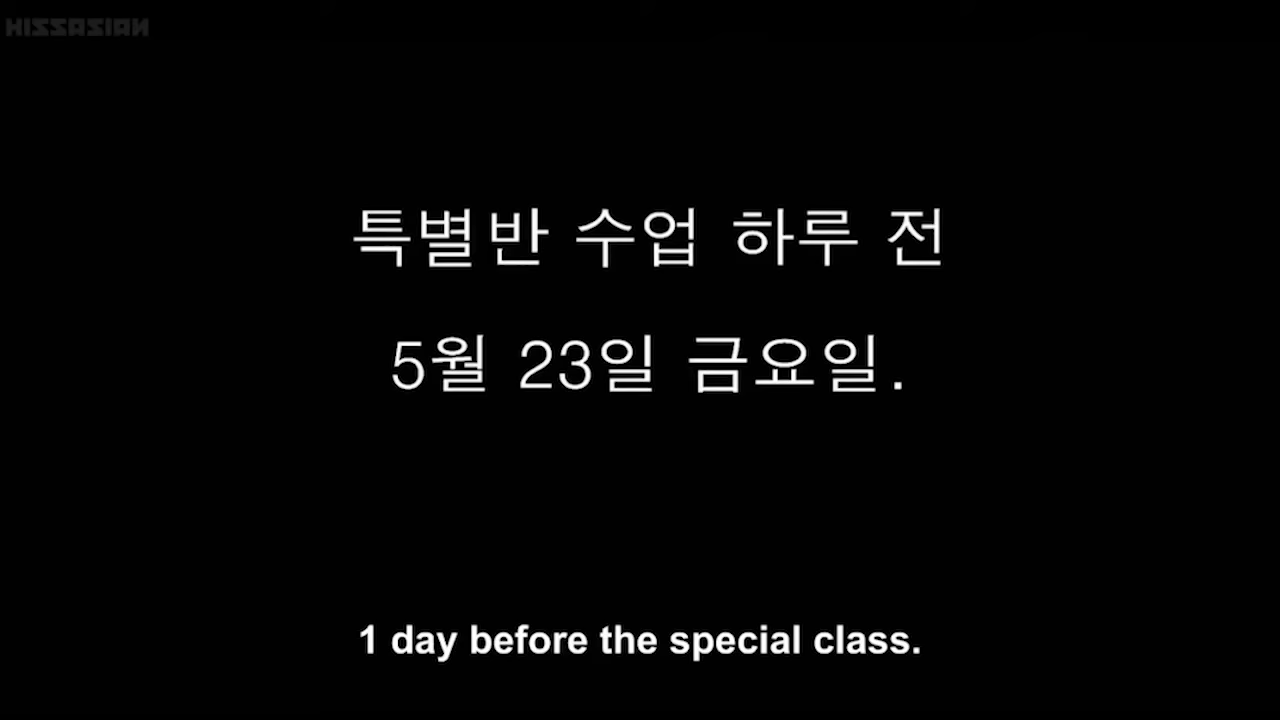 KISSASIAN
특별반 수업 하루 전
5월 23일 금요일.
1 day before the special class.